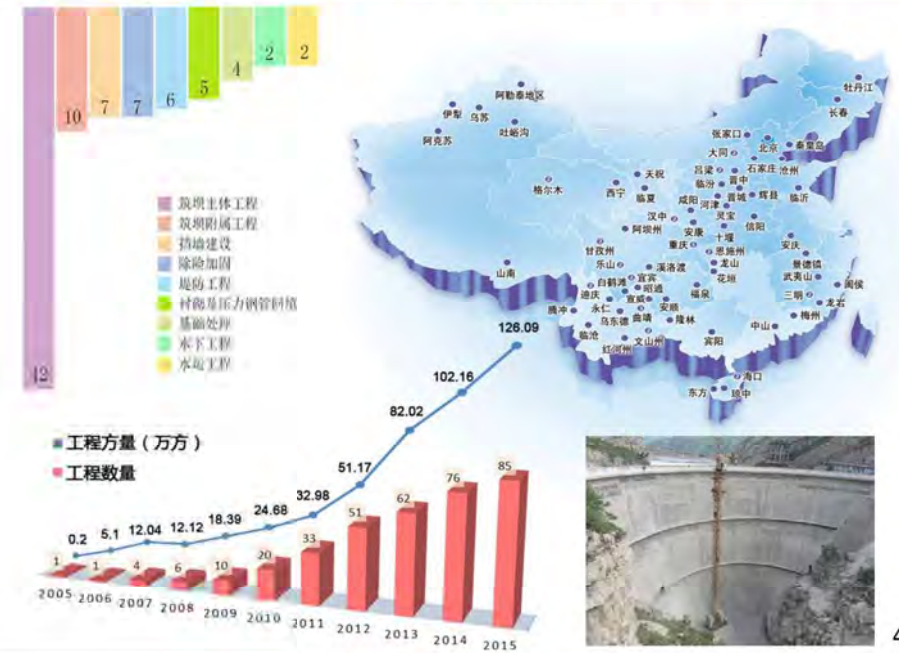 42
10
7
7
6
5
4
2
2
筑坝主体工程
筑坝附属工程
挡墙建设
除险加固
堤防工程
衬砌及压力钢管回填
基础处理
水下工程
水运工程
阿勒泰地区
伊犁
乌苏
阿克苏
吐峪沟
牡丹江
长春
张家口
北京
秦皇岛
大同
吕梁
石家庄
沧州
天祝
格尔木
西宁
临夏
临汾
晋中
咸阳
河津
晋城
辉县
临沂
汉中
灵宝
阿坝州
安康
十堰
信阳
甘孜州
重庆
恩施州
安庆
乐山
龙山
景德镇
山南
溪洛渡
花垣
武夷山
白鹤滩
宜宾
昭通
福泉
闽侯
迪庆
宣威
三明
腾冲
永仁
安顺
龙岩
乌东德
曲靖
隆林
梅州
临沧
中山
文山州
宾阳
红河州
海口
东方
琼中
工程方量（万方）
工程数量
0.2
5.1
12.04
12.12
18.39
24.68
32.98
51.17
82.02
102.16
126.09
1
1
4
6
10
20
33
51
62
76
85
2005
2006
2007
2008
2009
2010
2011
2012
2013
2014
2015